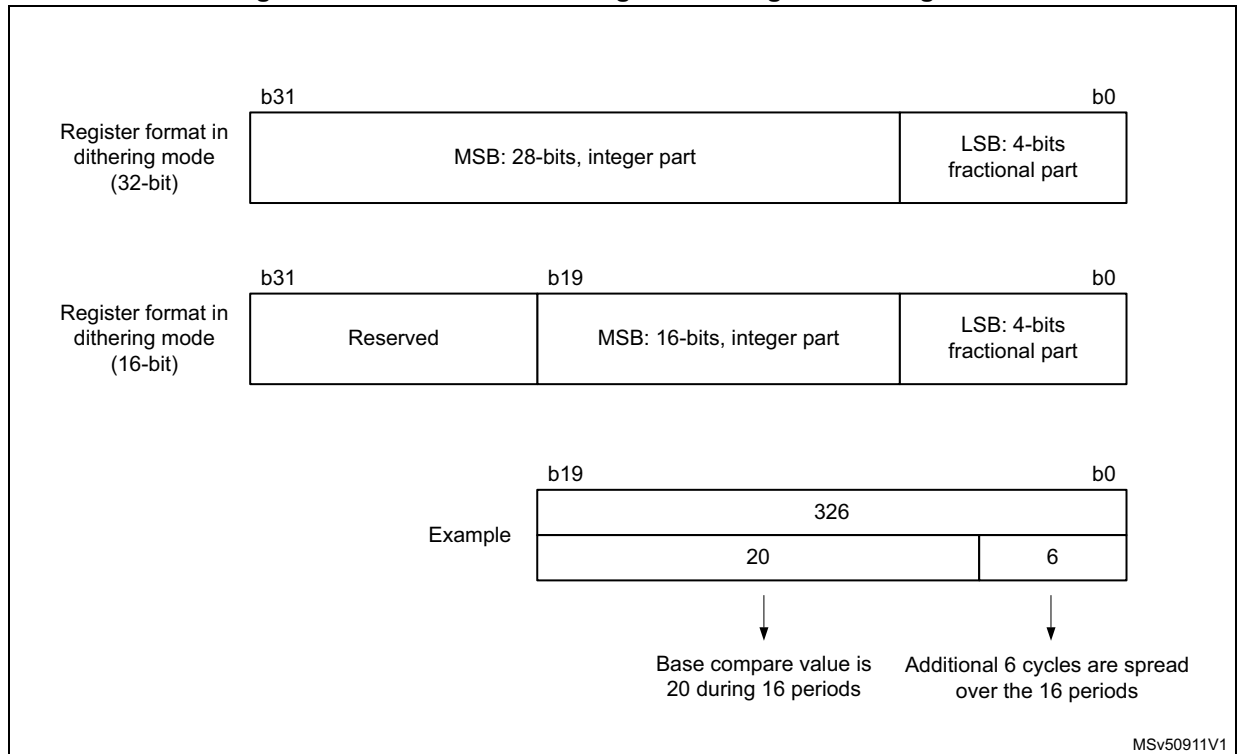 b31 b0
Register format in
dithering mode
(32-bit)
MSB: 28-bits, integer part
LSB: 4-bits
fractional part
b31 b19 b0
Register format in
dithering mode
(16-bit)
Reserved
MSB: 16-bits, integer part
LSB: 4-bits
fractional part
b19 b0
Example
326
20 6
Base compare value is
20 during 16 periods
Additional 6 cycles are spread
over the 16 periods
MSv50911V1